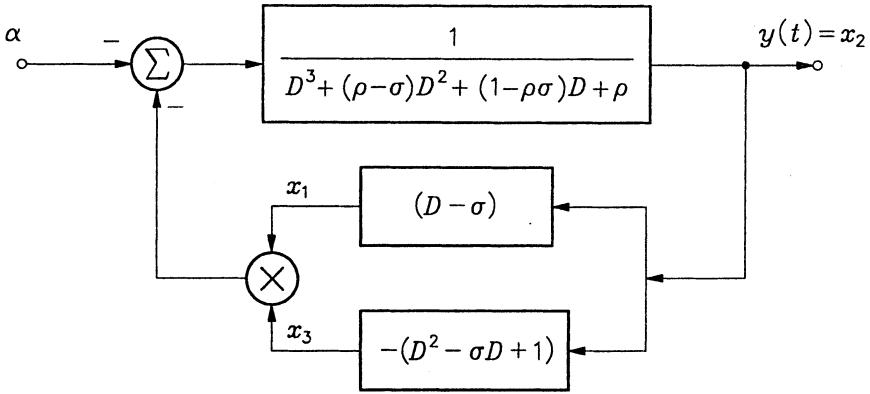 α
−
Σ
1
D³ + (ρ−σ)D² + (1−ρσ)D + ρ
y(t) = x₂
−
x₁
(D − σ)
×
x₃
−(D² − σD + 1)